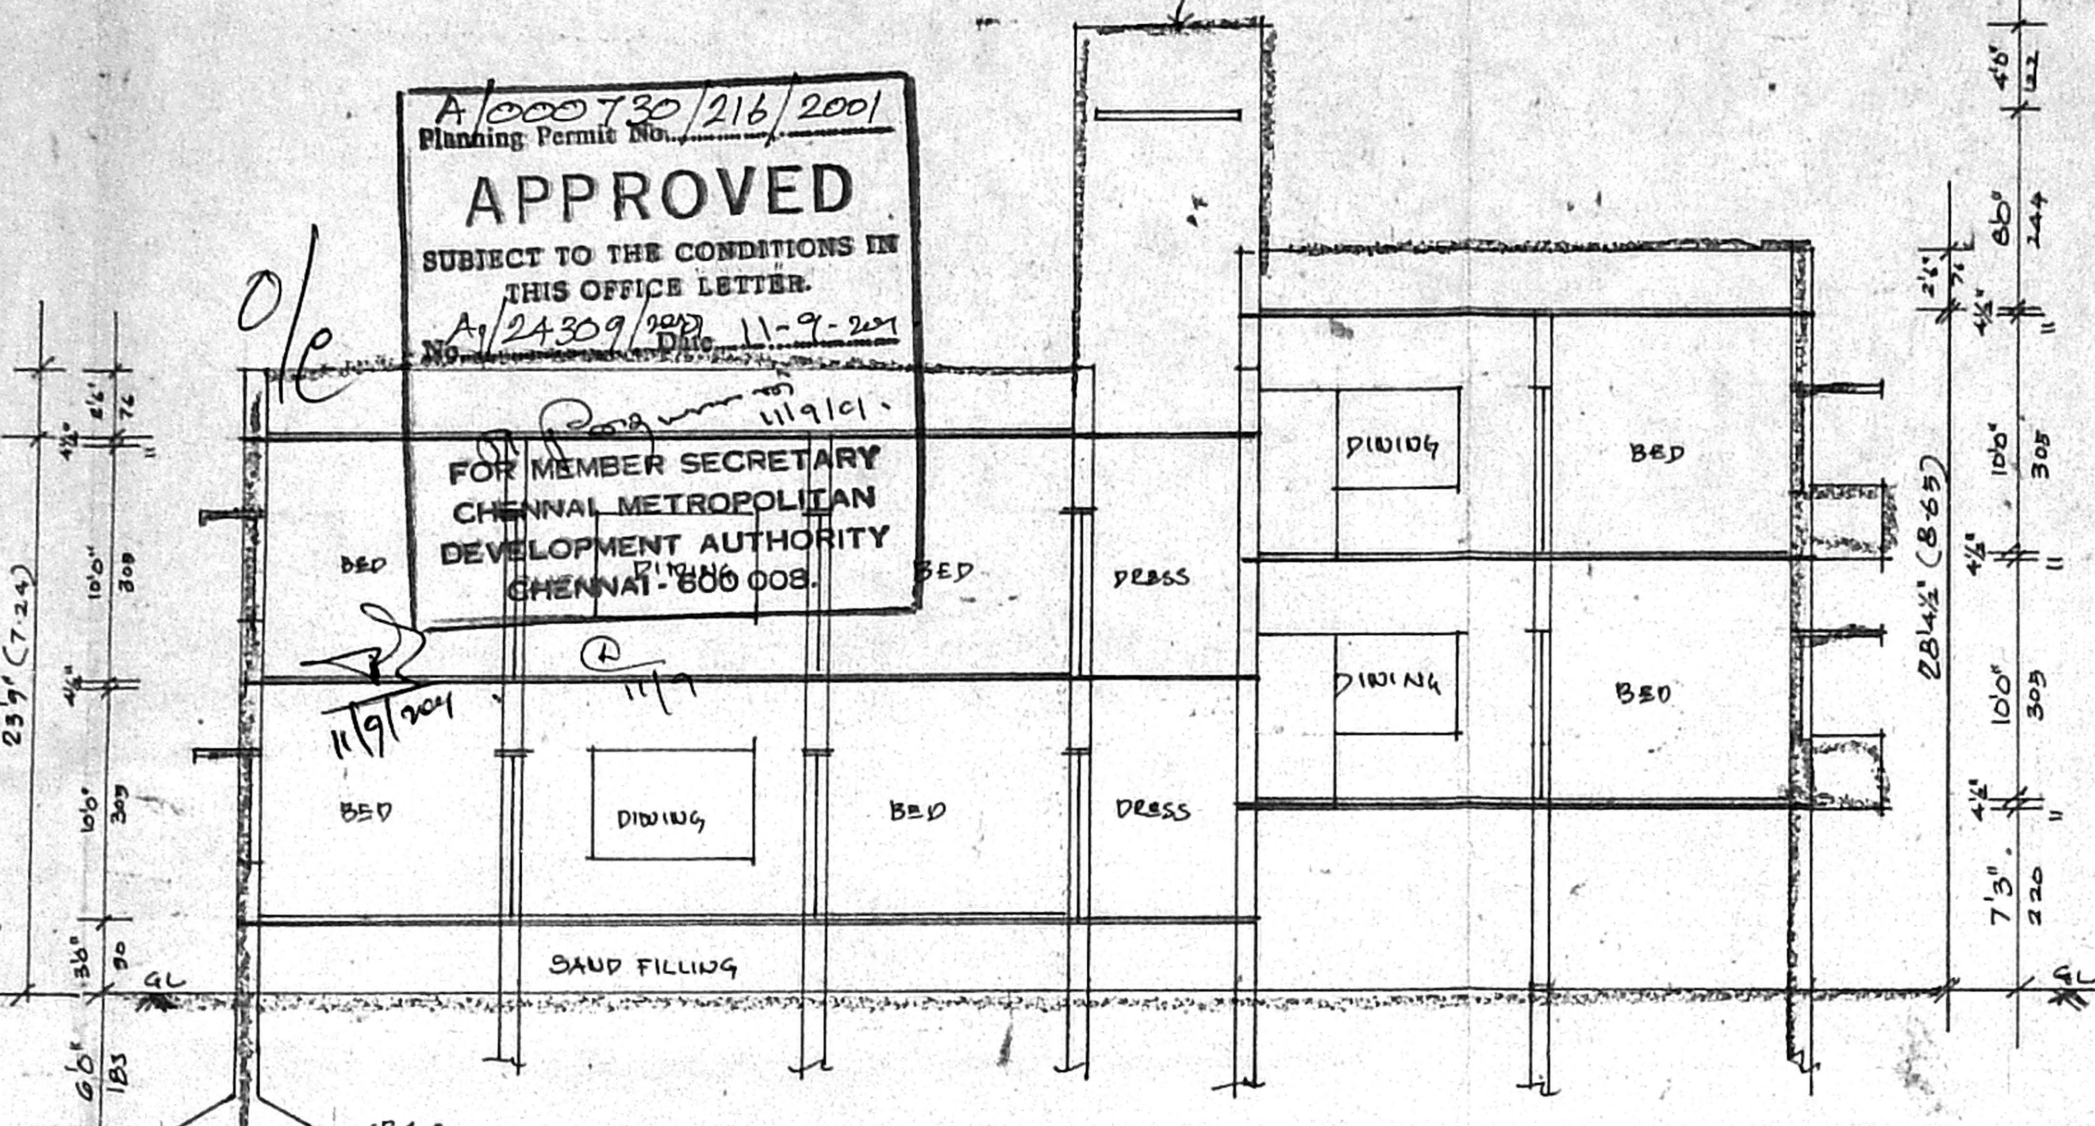 A/000730/216/2001
Planning Permit No.
APPROVED
SUBJECT TO THE CONDITIONS IN
THIS OFFICE LETTER.
No. Date 11-9-2001
11/9/01.
FOR MEMBER SECRETARY
CHENNAI METROPOLITAN
DEVELOPMENT AUTHORITY
CHENNAI - 600 008.
O/C
11/9/2001
11/9
BED
DINING
BED
DRESS
BED
DINING
BED
DRESS
SAND FILLING
DINING
BED
DINING
BED
23'9" (7.24)
2'6"
76
4½"
"
10'0"
305
4½"
10'0"
305
3'0"
90
GL
6'0"
183
4'0"
122
8'0"
244
2'6"
76
4½"
"
10'0"
305
4½"
"
10'0"
305
4½"
"
7'3"
220
28'4½" (8.65)
GL